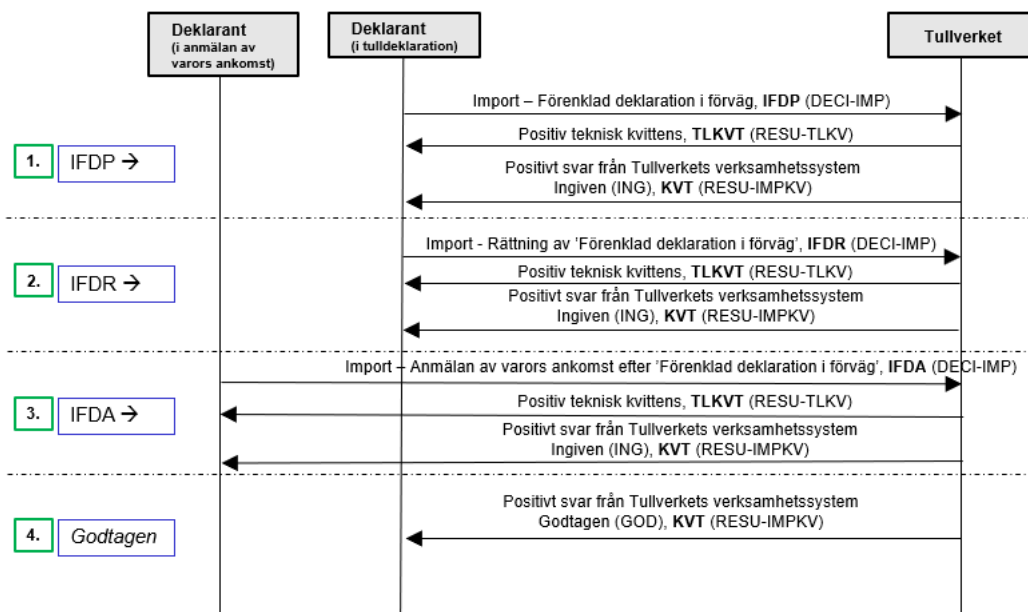 Deklarant
(i anmälan av
varors ankomst)
Deklarant
(i tulldeklaration)
Tullverket
Import – Förenklad deklaration i förväg, IFDP (DECI-IMP)
Positiv teknisk kvittens, TLKVT (RESU-TLKV)
1.
IFDP →
Positivt svar från Tullverkets verksamhetssystem
Ingiven (ING), KVT (RESU-IMPKV)
Import - Rättning av 'Förenklad deklaration i förväg', IFDR (DECI-IMP)
Positiv teknisk kvittens, TLKVT (RESU-TLKV)
2.
IFDR →
Positivt svar från Tullverkets verksamhetssystem
Ingiven (ING), KVT (RESU-IMPKV)
Import – Anmälan av varors ankomst efter 'Förenklad deklaration i förväg', IFDA (DECI-IMP)
Positiv teknisk kvittens, TLKVT (RESU-TLKV)
3.
IFDA →
Positivt svar från Tullverkets verksamhetssystem
Ingiven (ING), KVT (RESU-IMPKV)
Positivt svar från Tullverkets verksamhetssystem
Godtagen (GOD), KVT (RESU-IMPKV)
4.
Godtagen